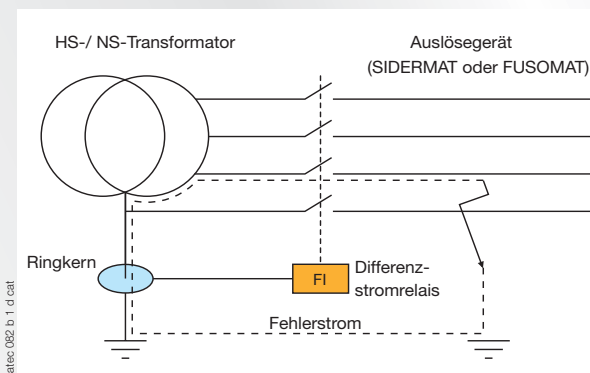 HS-/ NS-Transformator
Auslösegerät
(SIDERMAT oder FUSOMAT)
Ringkern
FI
Differenz-
stromrelais
Fehlerstrom
atec 082 b 1 d cat